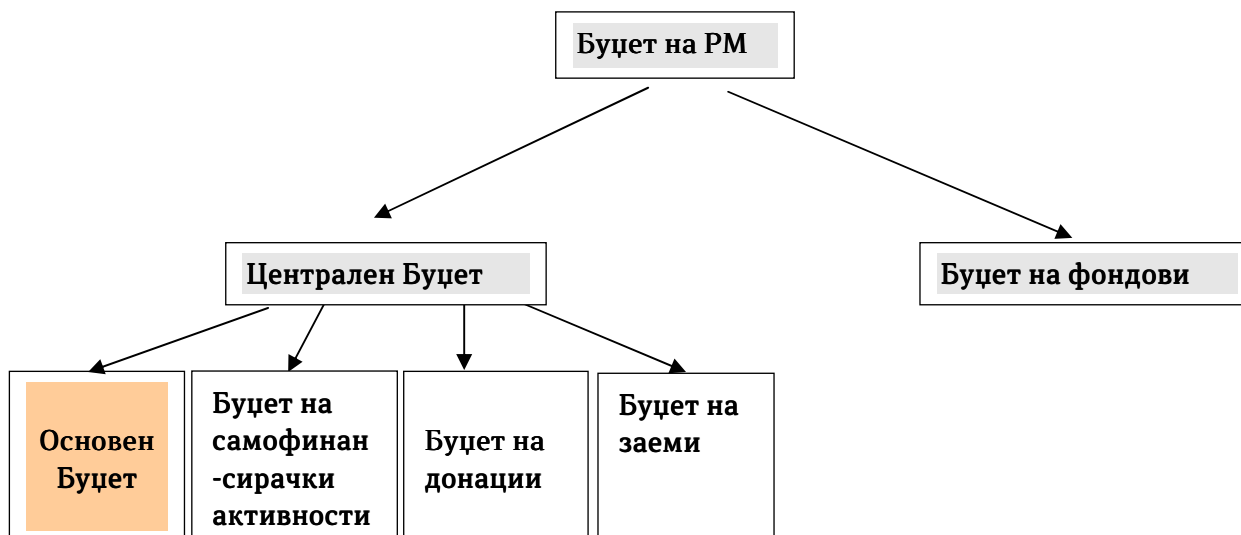 Буџет на РМ
Централен Буџет
Буџет на фондови
Основен
Буџет
Буџет на
самофинан
-сирачки
активности
Буџет на
донации
Буџет на
заеми